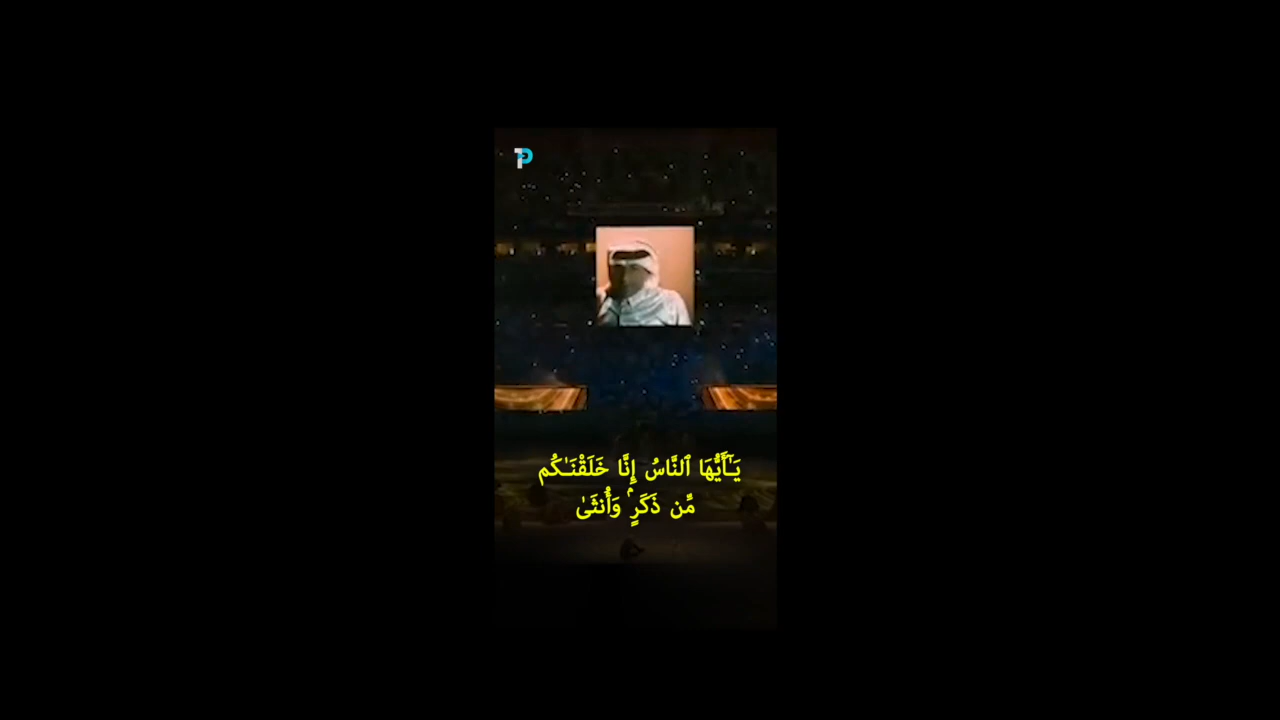 يَـٰٓأَيُّهَا ٱلنَّاسُ إِنَّا خَلَقْنَـٰكُم
مِّن ذَكَرٍۢ وَأُنثَىٰ